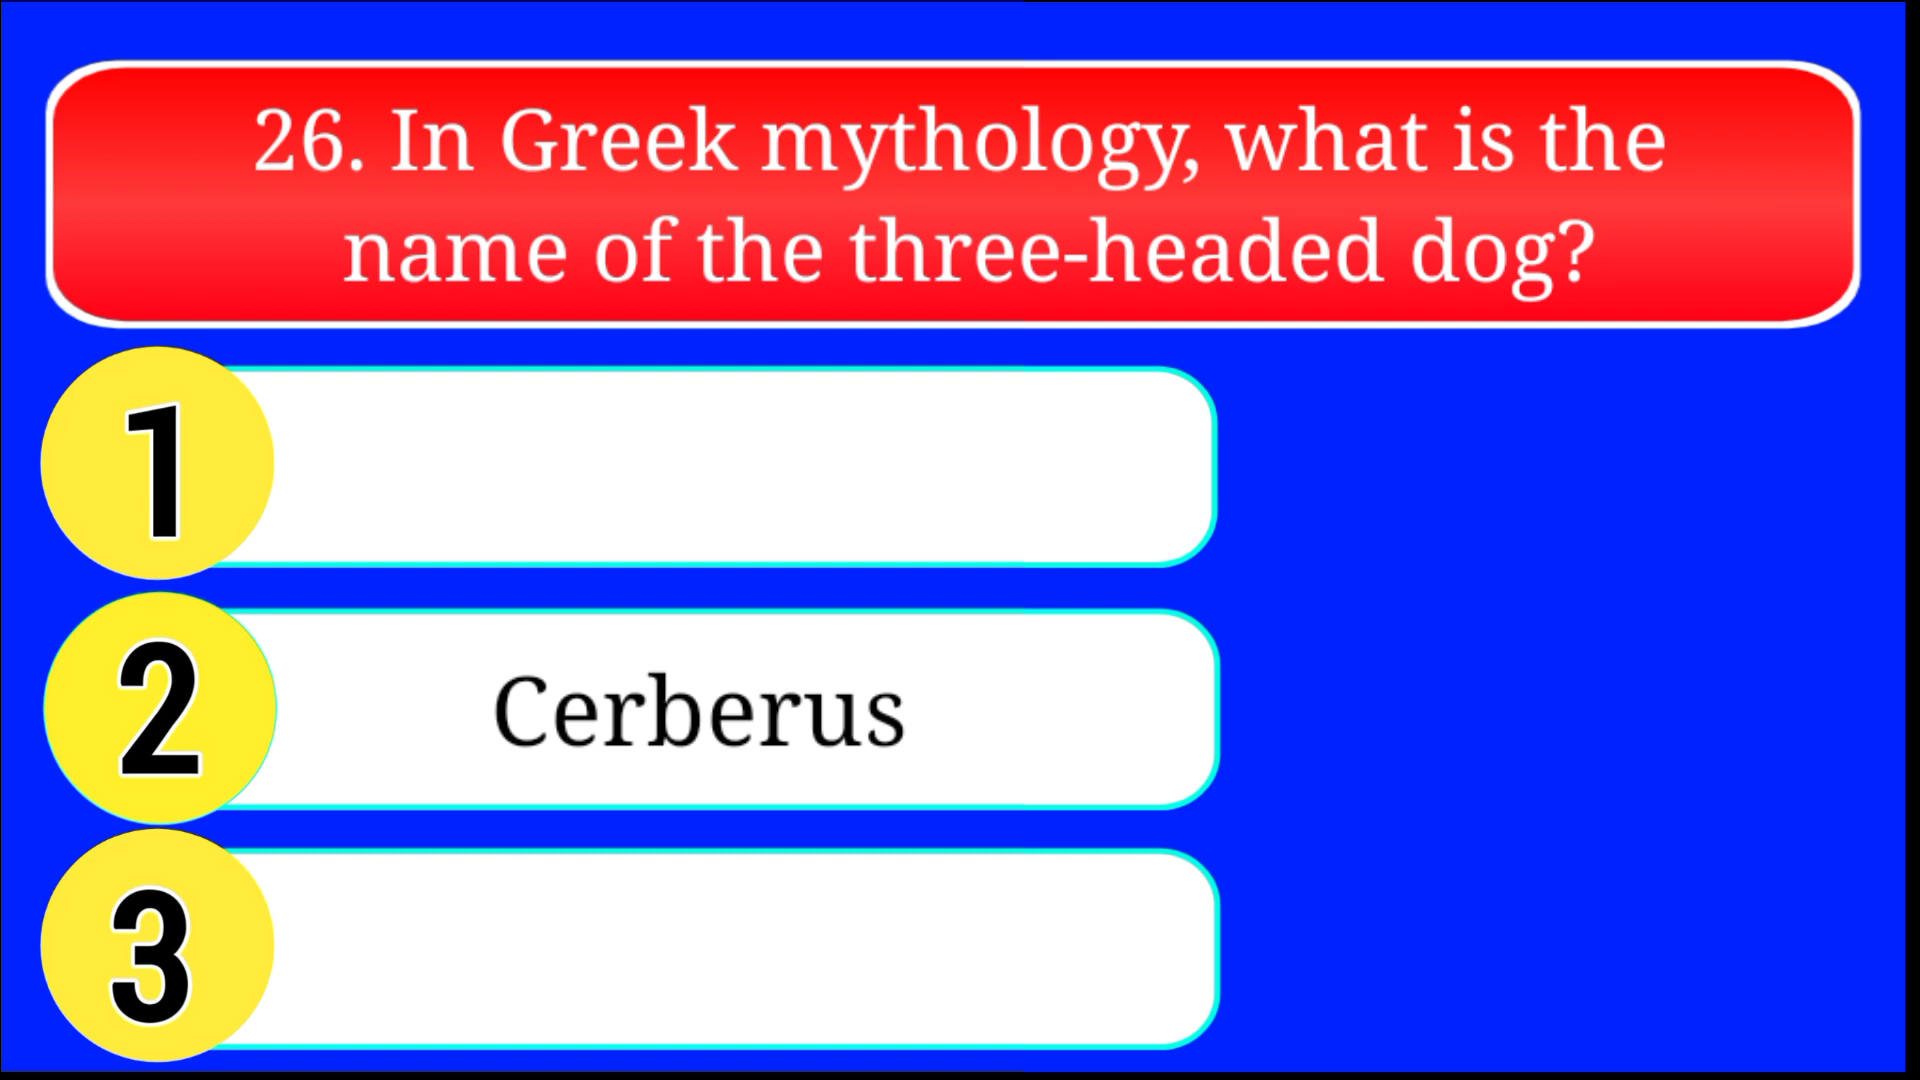 26. In Greek mythology, what is the
name of the three-headed dog?
1
2
Cerberus
3